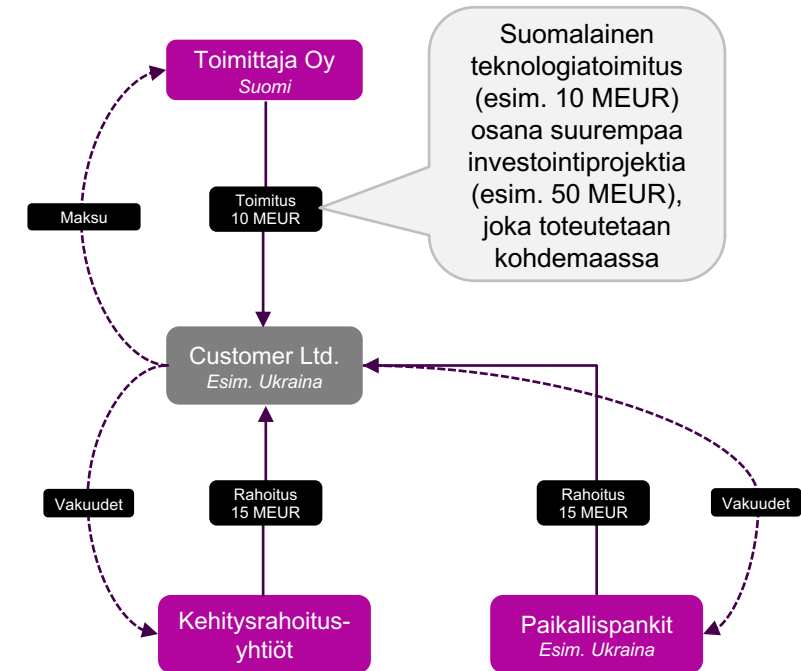 Toimittaja Oy
Suomi
Suomalainen
teknologiatoimitus
(esim. 10 MEUR)
osana suurempaa
investointiprojektia
(esim. 50 MEUR),
joka toteutetaan
kohdemaassa
Maksu
Toimitus
10 MEUR
Customer Ltd.
Esim. Ukraina
Vakuudet
Rahoitus
15 MEUR
Rahoitus
15 MEUR
Vakuudet
Kehitysrahoitus-
yhtiöt
Paikallispankit
Esim. Ukraina